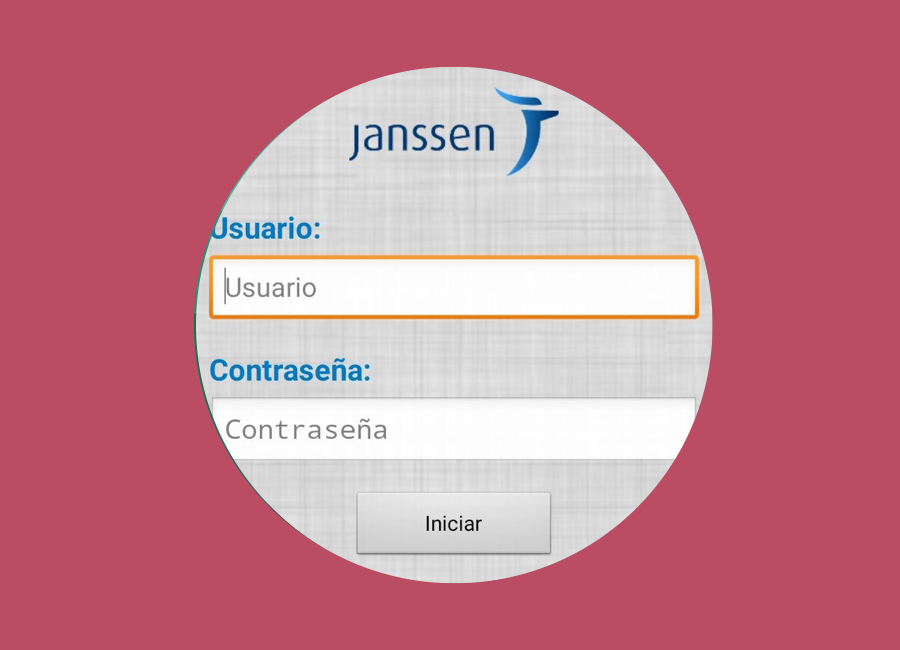 janssen
Usuario:
Usuario
Contraseña:
Contraseña
Iniciar